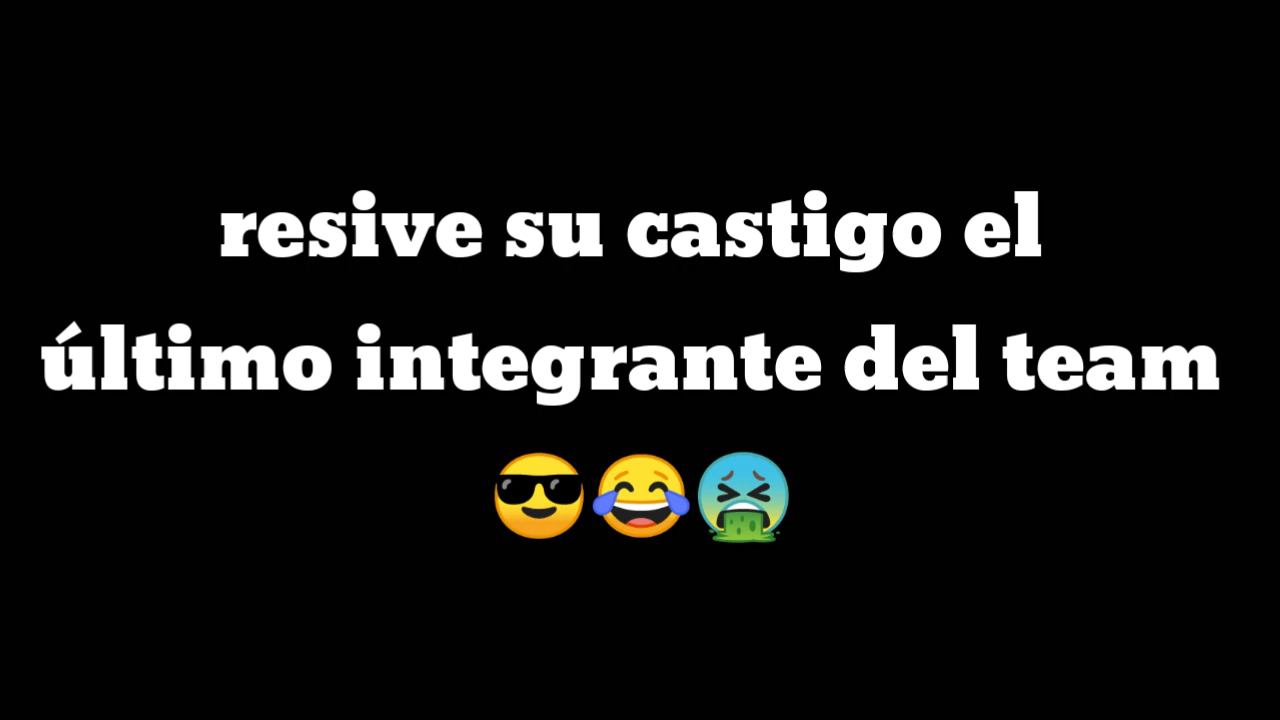 resive su castigo el
último integrante del team
😎😂🤮